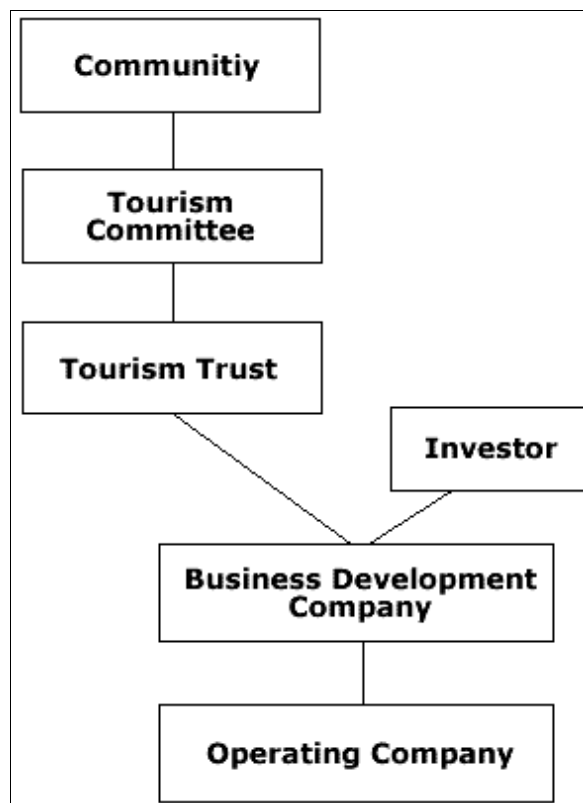 Communitiy
Tourism
Committee
Tourism Trust
Investor
Business Development
Company
Operating Company